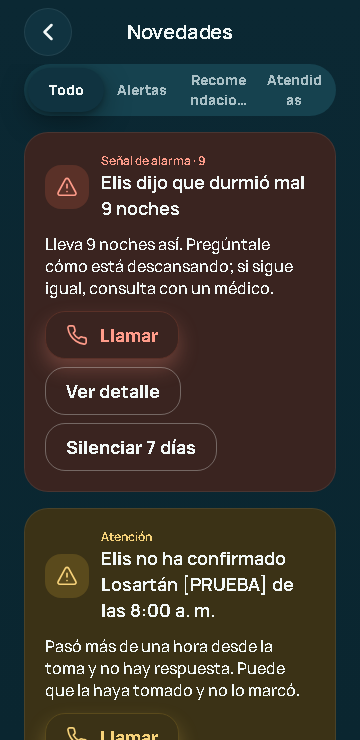 Novedades
Todo
Alertas
Recome
ndacio...
Atendid
as
Señal de alarma · 9
Elis dijo que durmió mal
9 noches
Lleva 9 noches así. Pregúntale
cómo está descansando; si sigue
igual, consulta con un médico.
Llamar
Ver detalle
Silenciar 7 días
Atención
Elis no ha confirmado
Losartán [PRUEBA] de
las 8:00 a. m.
Pasó más de una hora desde la
toma y no hay respuesta. Puede
que la haya tomado y no lo marcó.
Llamar